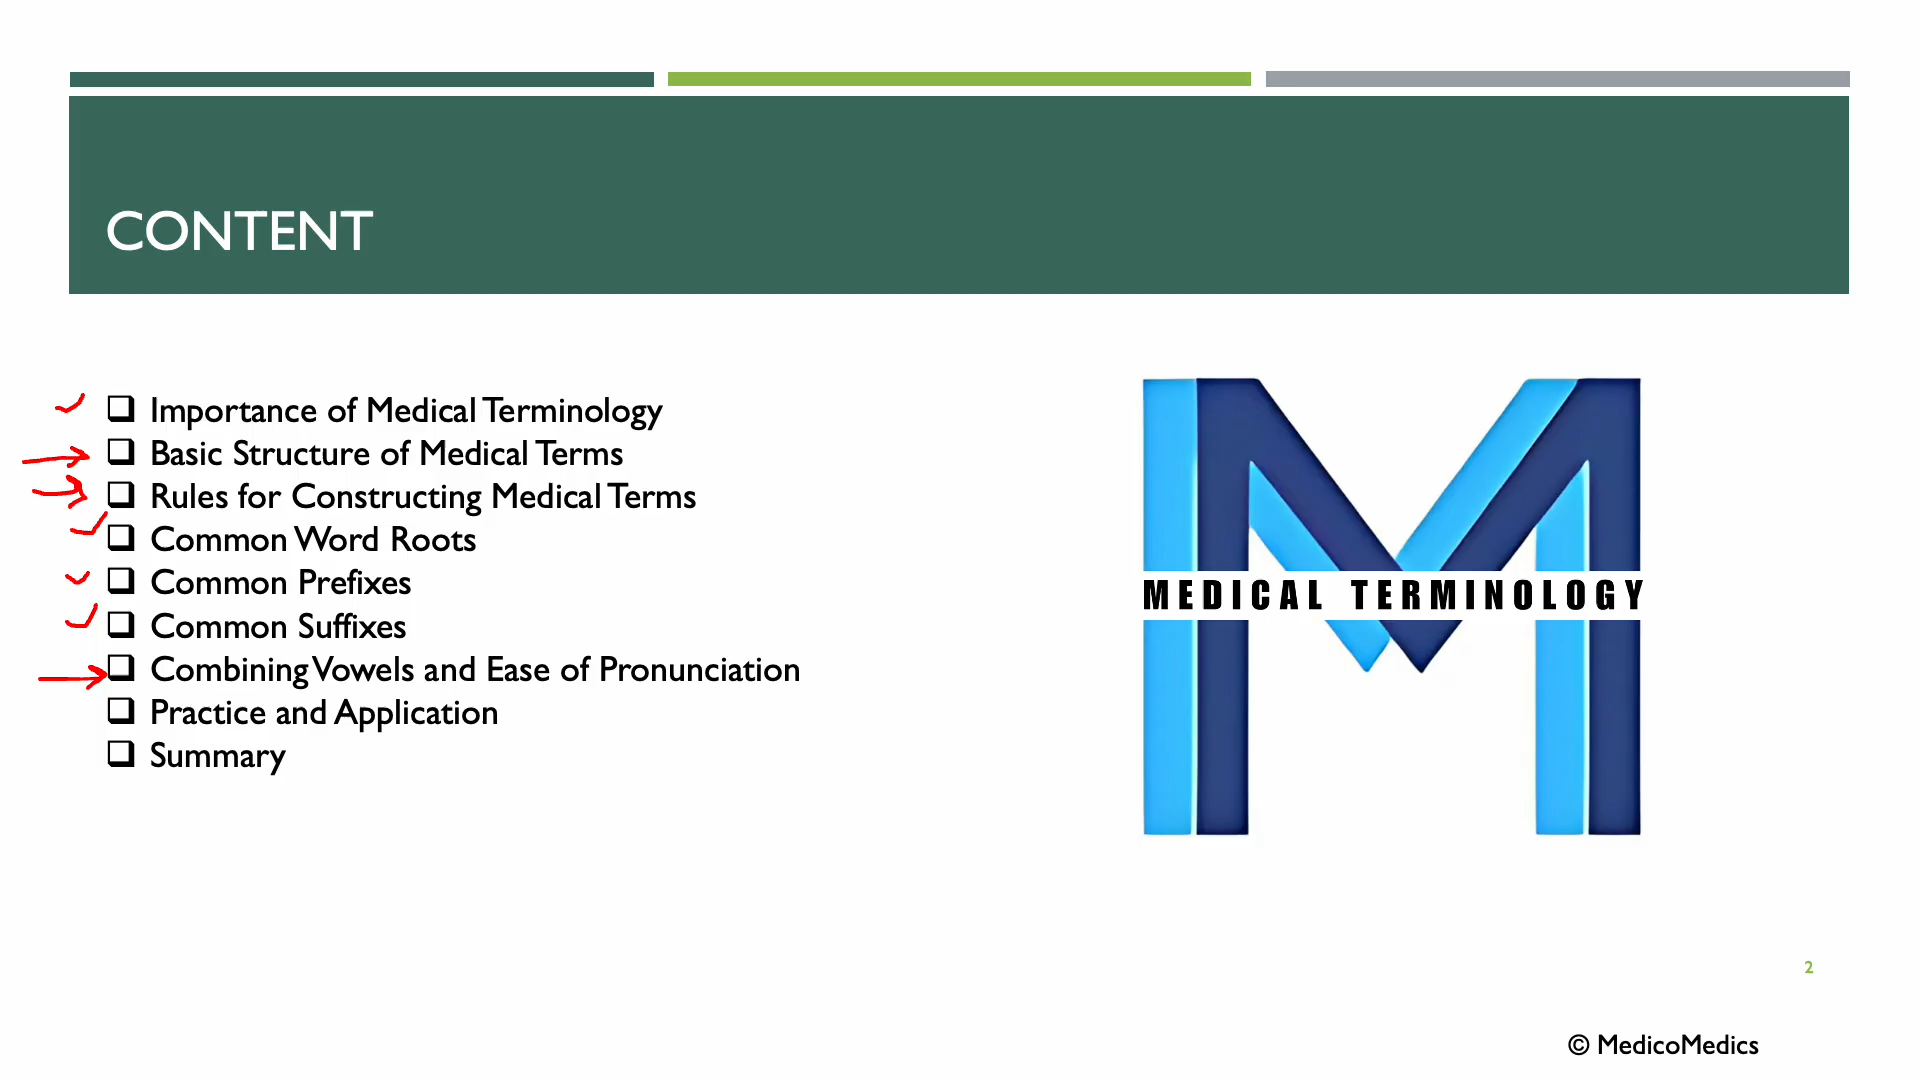 CONTENT
Importance of Medical Terminology
Basic Structure of Medical Terms
Rules for Constructing Medical Terms
Common Word Roots
Common Prefixes
Common Suffixes
Combining Vowels and Ease of Pronunciation
Practice and Application
Summary
MEDICAL TERMINOLOGY
2
© MedicoMedics